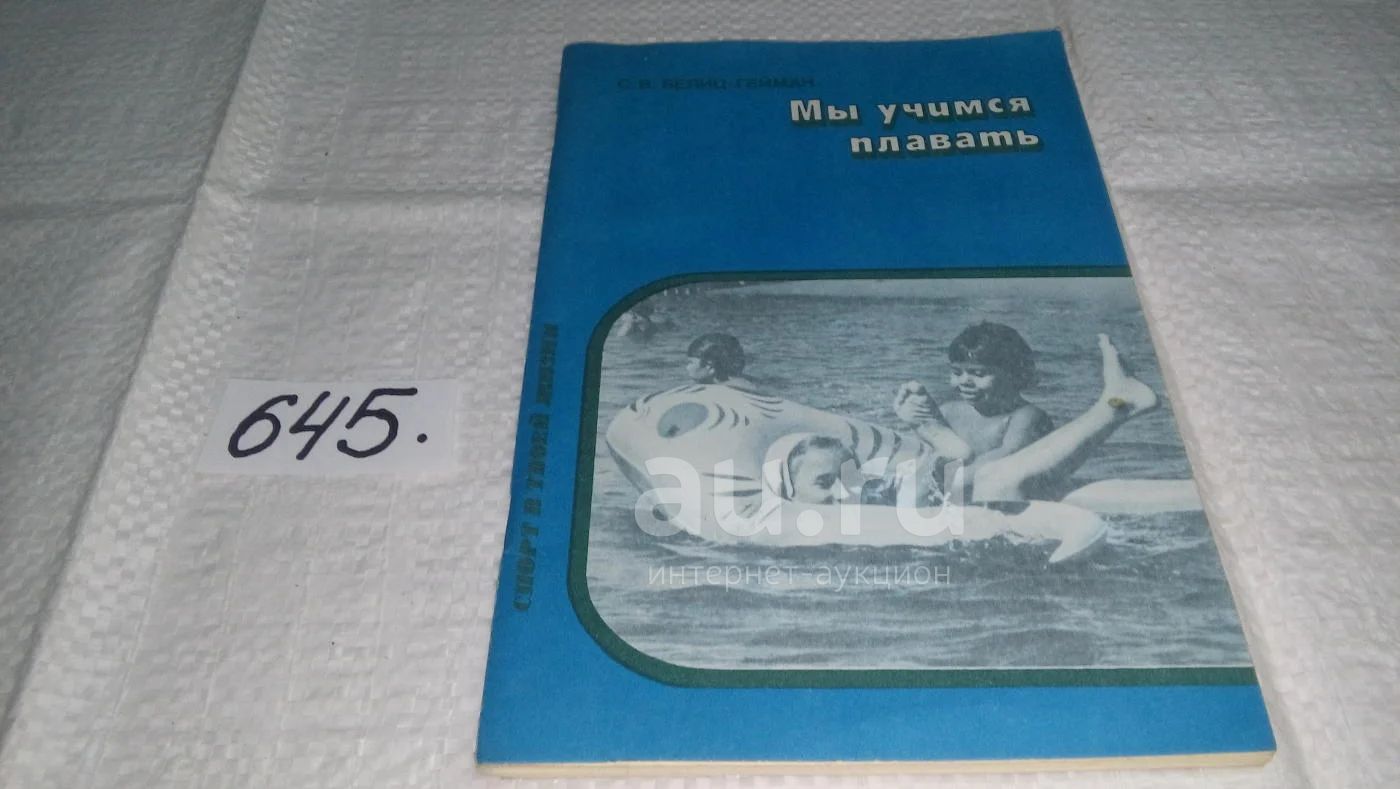 С. В. БЕЛИЦ-ГЕЙМАН
Мы учимся
плавать
СПОРТ В ТВОЕЙ ЖИЗНИ
645.
au.ru
интернет-аукцион